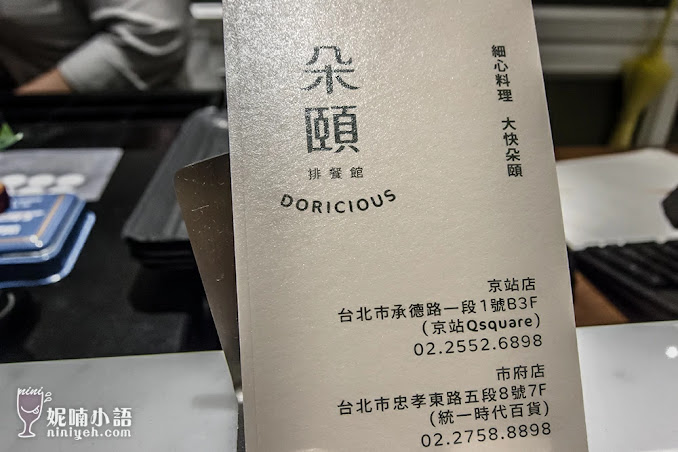 朵頤
排餐館
DORICIOUS
細心料理 大快朵頤
京站店
台北市承德路一段1號B3F
(京站Qsquare)
02.2552.6898
市府店
台北市忠孝東路五段8號7F
(統一時代百貨)
02.2758.8898
nini
妮喃小語
niniyeh.com